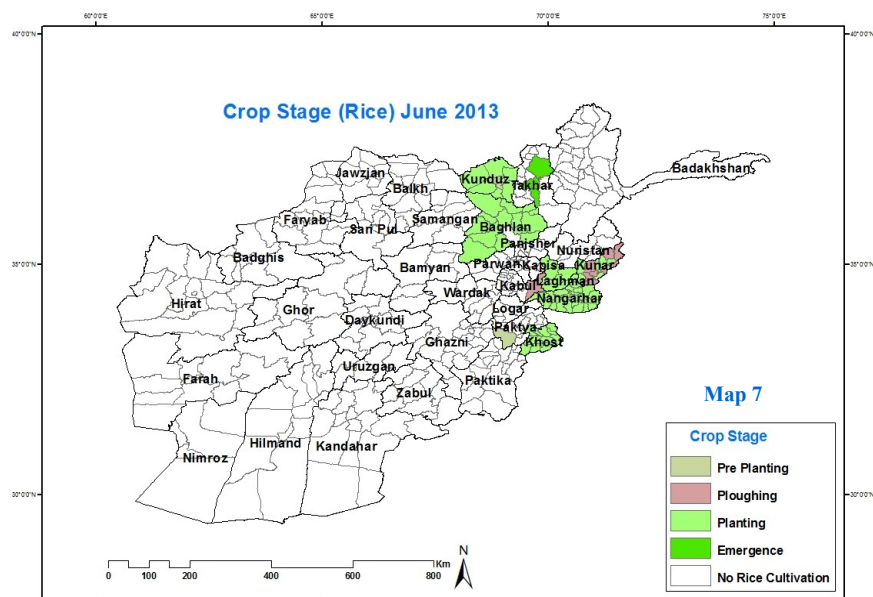 60°0'0"E 65°0'0"E 70°0'0"E 75°0'0"E
40°0'0"N 40°0'0"N
Crop Stage (Rice) June 2013
Jawzjan
Kunduz
Takhar
Badakhshan
Balkh
Faryab
Samangan
Sari Pul
Baghlan
Panjsher
Nuristan
Badghis
35°0'0"N 35°0'0"N
Bamyan
Parwan
Kapisa
Kunar
Laghman
Kabul
Wardak
Nangarhar
Hirat
Ghor
Logar
Daykundi
Paktya
Ghazni
Khost
Uruzgan
Farah
Paktika
Zabul
Map 7
Hilmand
Kandahar
Nimroz
Crop Stage
Pre Planting
Ploughing
Planting
Emergence
No Rice Cultivation
30°0'0"N 30°0'0"N
N
Km
0 100 200 400 600 800